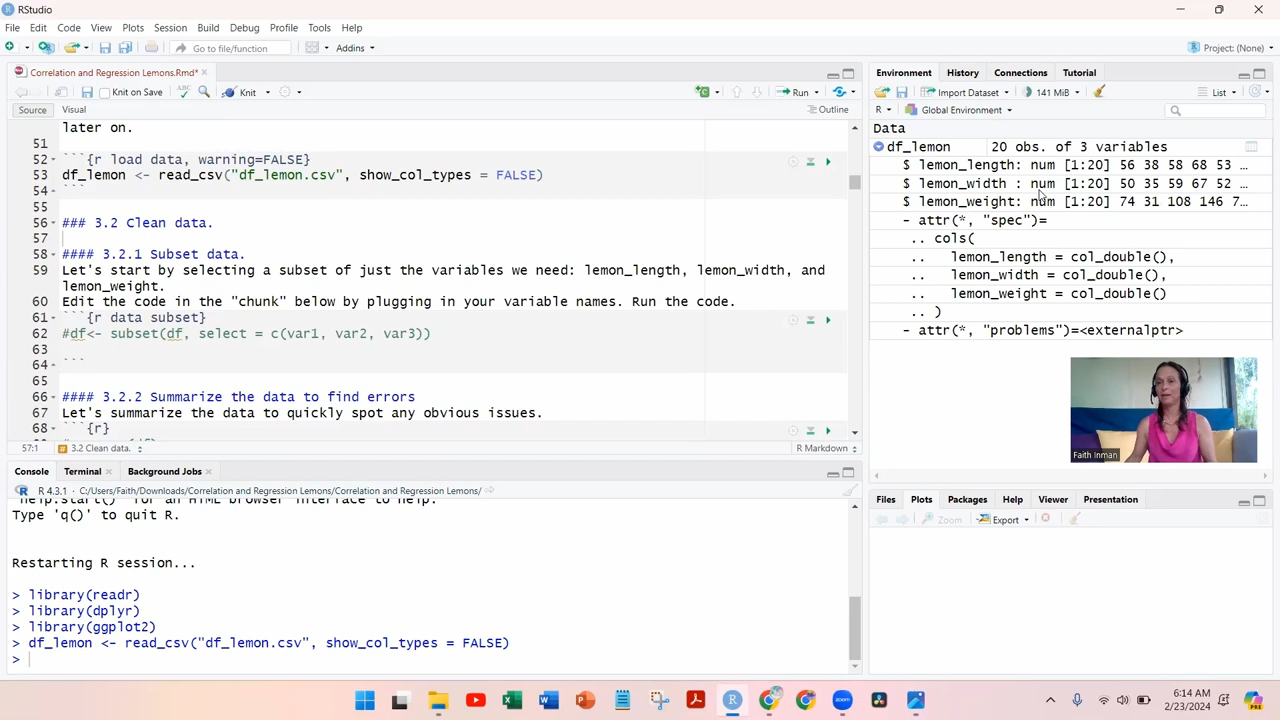 RStudio
File Edit Code View Plots Session Build Debug Profile Tools Help
Go to file/function Addins Project: (None)
Correlation and Regression Lemons.Rmd* ×
Knit on Save Knit Run
Source Visual Outline
later on.
51
52 ```{r load data, warning=FALSE}
53 df_lemon <- read_csv("df_lemon.csv", show_col_types = FALSE)
54 ```
55
56 ### 3.2 Clean data.
57
58 #### 3.2.1 Subset data.
59 Let's start by selecting a subset of just the variables we need: lemon_length, lemon_width, and
lemon_weight.
60 Edit the code in the "chunk" below by plugging in your variable names. Run the code.
61 ```{r data subset}
62 #df<- subset(df, select = c(var1, var2, var3))
63
64 ```
65
66 #### 3.2.2 Summarize the data to find errors
67 Let's summarize the data to quickly spot any obvious issues.
68 ```{r}
57:1 # 3.2 Clean data. R Markdown
Console Terminal × Background Jobs ×
R 4.3.1 · C:/Users/Faith/Downloads/Correlation and Regression Lemons/Correlation and Regression Lemons/
'help.start()' for an HTML browser interface to help.
Type 'q()' to quit R.
Restarting R session...
> library(readr)
> library(dplyr)
> library(ggplot2)
> df_lemon <- read_csv("df_lemon.csv", show_col_types = FALSE)
>
Environment History Connections Tutorial
Import Dataset 141 MiB List
R Global Environment
Data
df_lemon 20 obs. of 3 variables
$ lemon_length: num [1:20] 56 38 58 68 53 ...
$ lemon_width : num [1:20] 50 35 59 67 52 ...
$ lemon_weight: num [1:20] 74 31 108 146 7...
- attr(*, "spec")=
.. cols(
.. lemon_length = col_double(),
.. lemon_width = col_double(),
.. lemon_weight = col_double()
.. )
- attr(*, "problems")=<externalptr>
Faith Inman
Files Plots Packages Help Viewer Presentation
Zoom Export
zoom
6:14 AM
2/23/2024
PRE